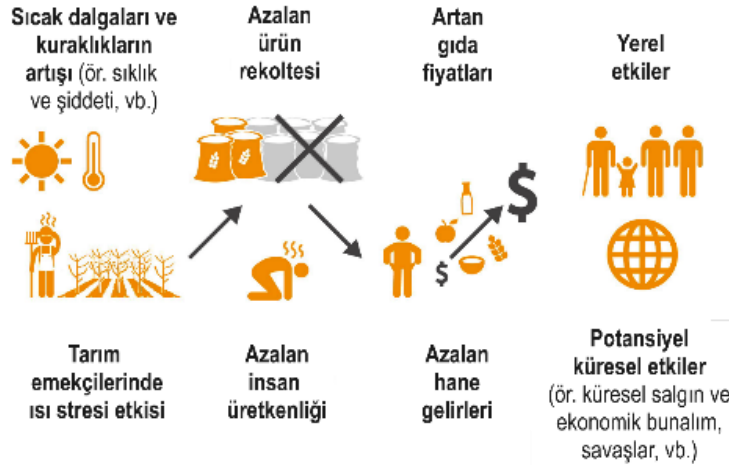 Sıcak dalgaları ve
kuraklıkların
artışı (ör. sıklık
ve şiddeti, vb.)
Azalan
ürün
rekoltesi
Artan
gıda
fiyatları
Yerel
etkiler
$
$
Tarım
emekçilerinde
ısı stresi etkisi
Azalan
insan
üretkenliği
Azalan
hane
gelirleri
Potansiyel
küresel etkiler
(ör. küresel salgın ve
ekonomik bunalım,
savaşlar, vb.)